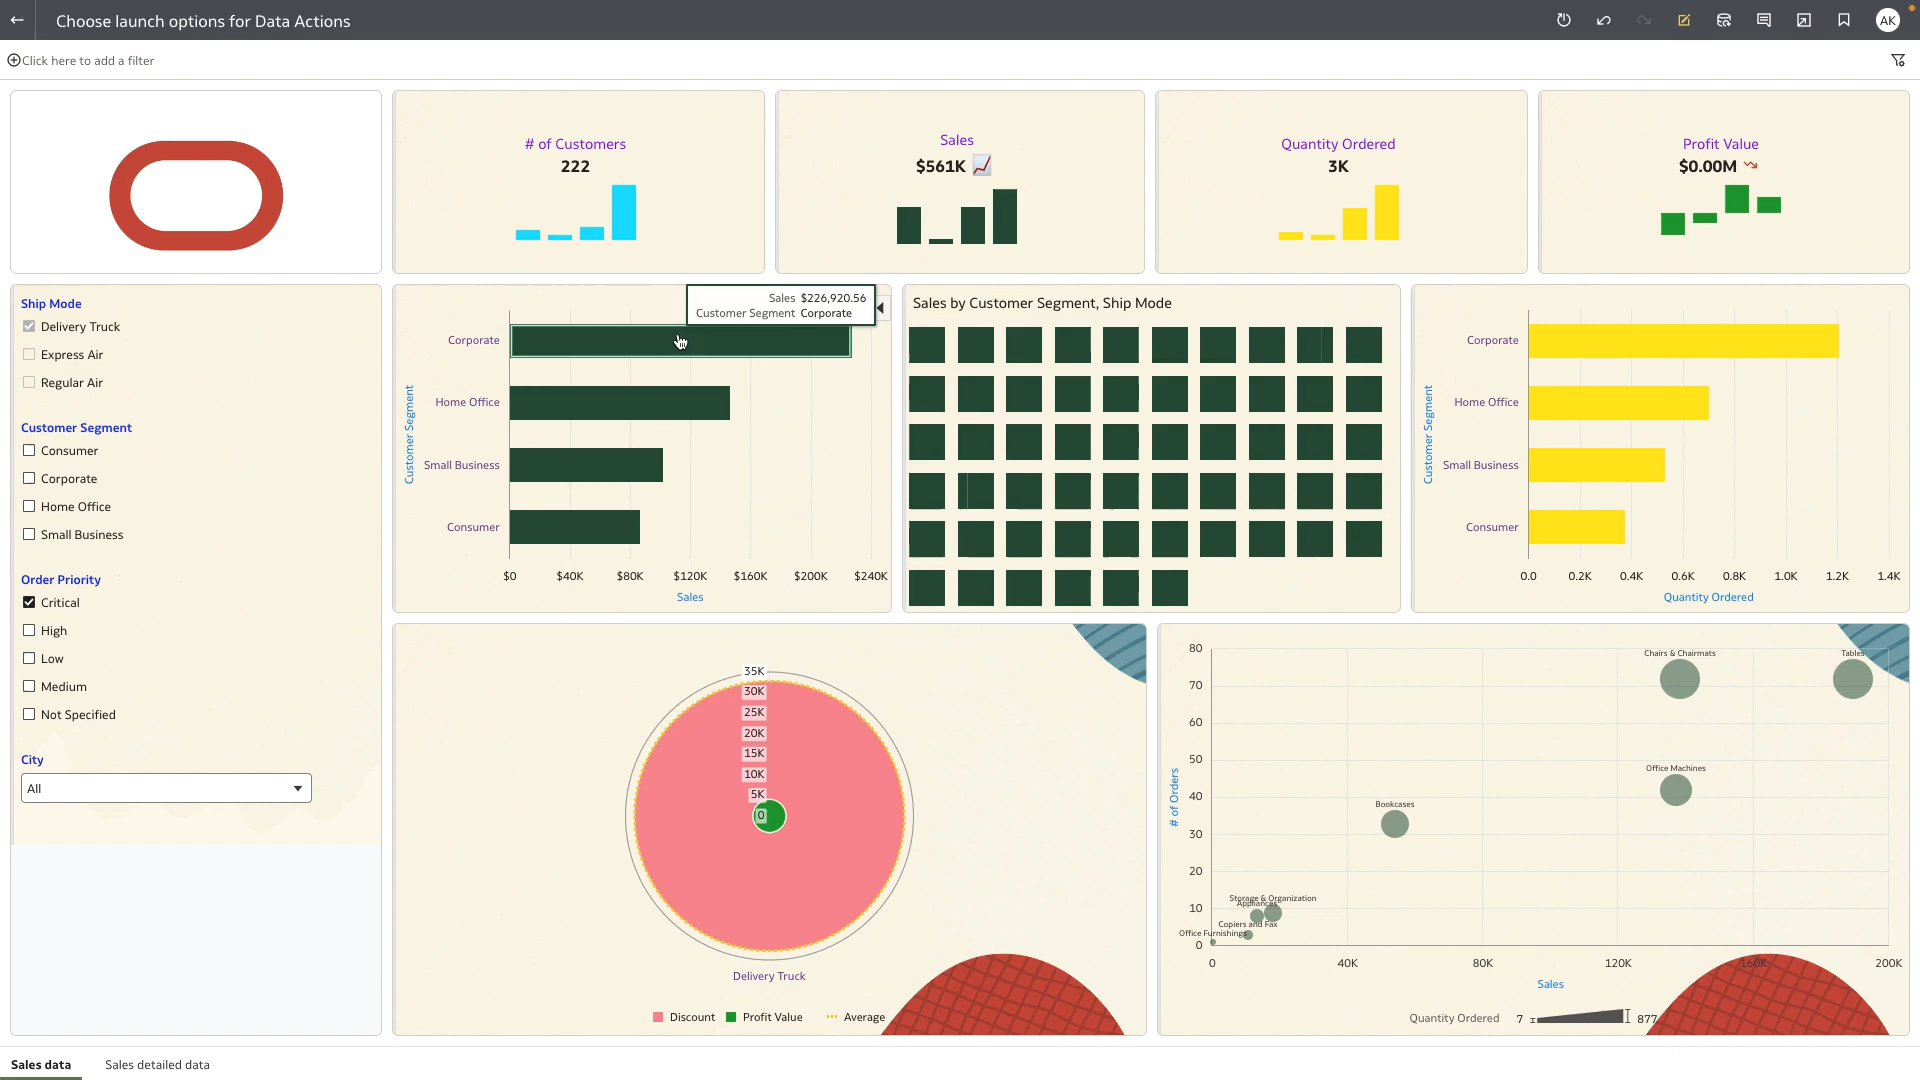 Choose launch options for Data Actions
AK
Click here to add a filter
# of Customers
222
Sales
$561K
Quantity Ordered
3K
Profit Value
$0.00M
Ship Mode
Delivery Truck
Express Air
Regular Air
Customer Segment
Consumer
Corporate
Home Office
Small Business
Order Priority
Critical
High
Low
Medium
Not Specified
City
All
Sales $226,920.56
Customer Segment Corporate
Customer Segment
Corporate
Home Office
Small Business
Consumer
$0 $40K $80K $120K $160K $200K $240K
Sales
Sales by Customer Segment, Ship Mode
Customer Segment
Corporate
Home Office
Small Business
Consumer
0.0 0.2K 0.4K 0.6K 0.8K 1.0K 1.2K 1.4K
Quantity Ordered
35K
30K
25K
20K
15K
10K
5K
0
Delivery Truck
Discount Profit Value Average
# of Orders
80
70
60
50
40
30
20
10
0
Chairs & Chairmats
Tables
Office Machines
Bookcases
Storage & Organization
Appliances
Copiers and Fax
Office Furnishings
0 40K 80K 120K 160K 200K
Sales
Quantity Ordered 7 877
Sales data Sales detailed data